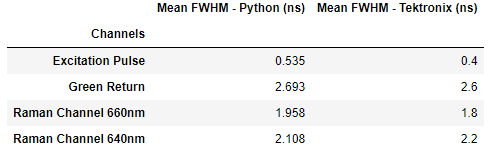 Mean FWHM - Python (ns) Mean FWHM - Tektronix (ns)
Channels
Excitation Pulse 0.535 0.4
Green Return 2.693 2.6
Raman Channel 660nm 1.958 1.8
Raman Channel 640nm 2.108 2.2